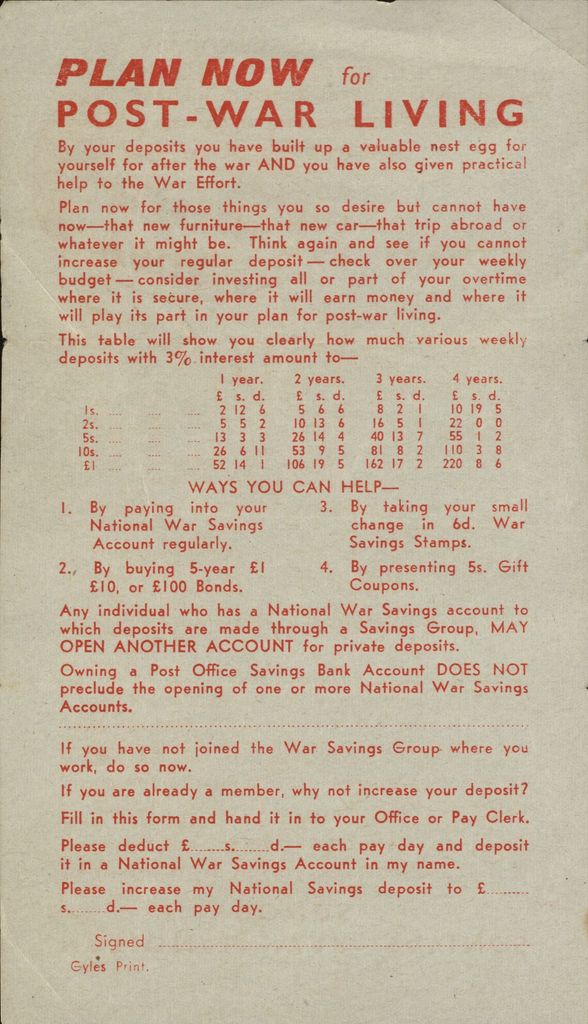 PLAN NOW for
POST-WAR LIVING
By your deposits you have built up a valuable nest egg for
yourself for after the war AND you have also given practical
help to the War Effort.
Plan now for those things you so desire but cannot have
now—that new furniture—that new car—that trip abroad or
whatever it might be. Think again and see if you cannot
increase your regular deposit—check over your weekly
budget—consider investing all or part of your overtime
where it is secure, where it will earn money and where it
will play its part in your plan for post-war living.
This table will show you clearly how much various weekly
deposits with 3% interest amount to—
1 year. 2 years. 3 years. 4 years.
£ s. d. £ s. d. £ s. d. £ s. d.
1s. .... .... .... 2 12 6 5 6 6 8 2 1 10 19 5
2s. .... .... .... 5 5 2 10 13 6 16 5 1 22 0 0
5s. .... .... .... 13 3 3 26 14 4 40 13 7 55 1 2
10s. .... .... .... 26 6 11 53 9 5 81 8 2 110 3 8
£1 .... .... .... 52 14 1 106 19 5 162 17 2 220 8 6
WAYS YOU CAN HELP—
1. By paying into your
National War Savings
Account regularly.
2. By buying 5-year £1
£10, or £100 Bonds.
3. By taking your small
change in 6d. War
Savings Stamps.
4. By presenting 5s. Gift
Coupons.
Any individual who has a National War Savings account to
which deposits are made through a Savings Group, MAY
OPEN ANOTHER ACCOUNT for private deposits.
Owning a Post Office Savings Bank Account DOES NOT
preclude the opening of one or more National War Savings
Accounts.
If you have not joined the War Savings Group where you
work, do so now.
If you are already a member, why not increase your deposit?
Fill in this form and hand it in to your Office or Pay Clerk.
Please deduct £........s........d.— each pay day and deposit
it in a National War Savings Account in my name.
Please increase my National Savings deposit to £..........
s.........d.— each pay day.
Signed ............................................................
Gyles Print.